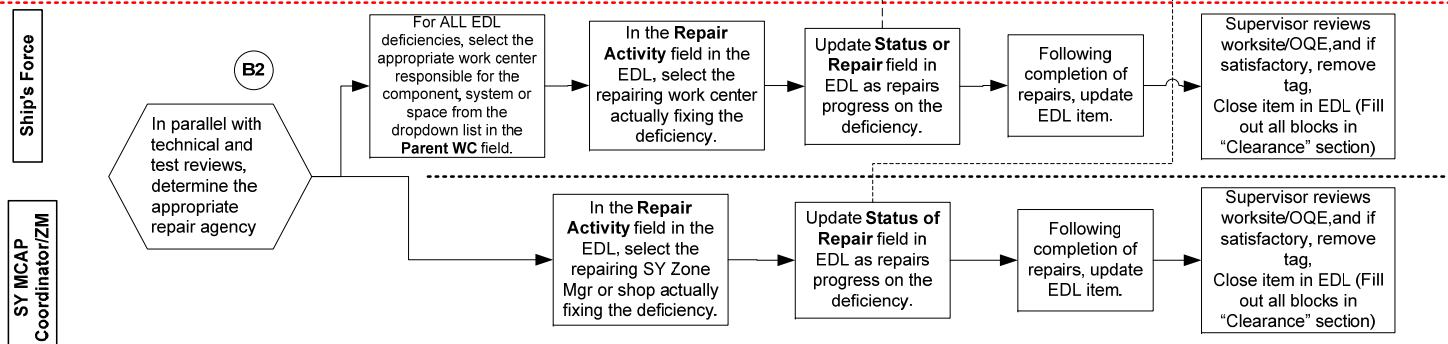 Ship's Force
B2
In parallel with
technical and
test reviews,
determine the
appropriate
repair agency
For ALL EDL
deficiencies, select the
appropriate work center
responsible for the
component, system or
space from the
dropdown list in the
Parent WC field.
In the Repair
Activity field in the
EDL, select the
repairing work center
actually fixing the
deficiency.
Update Status or
Repair field in
EDL as repairs
progress on the
deficiency.
Following
completion of
repairs, update
EDL item.
Supervisor reviews
worksite/OQE,and if
satisfactory, remove
tag,
Close item in EDL (Fill
out all blocks in
“Clearance” section)
SY MCAP
Coordinator/ZM
In the Repair
Activity field in the
EDL, select the
repairing SY Zone
Mgr or shop actually
fixing the deficiency.
Update Status of
Repair field in
EDL as repairs
progress on the
deficiency.
Following
completion of
repairs, update
EDL item.
Supervisor reviews
worksite/OQE,and if
satisfactory, remove
tag,
Close item in EDL (Fill
out all blocks in
“Clearance” section)